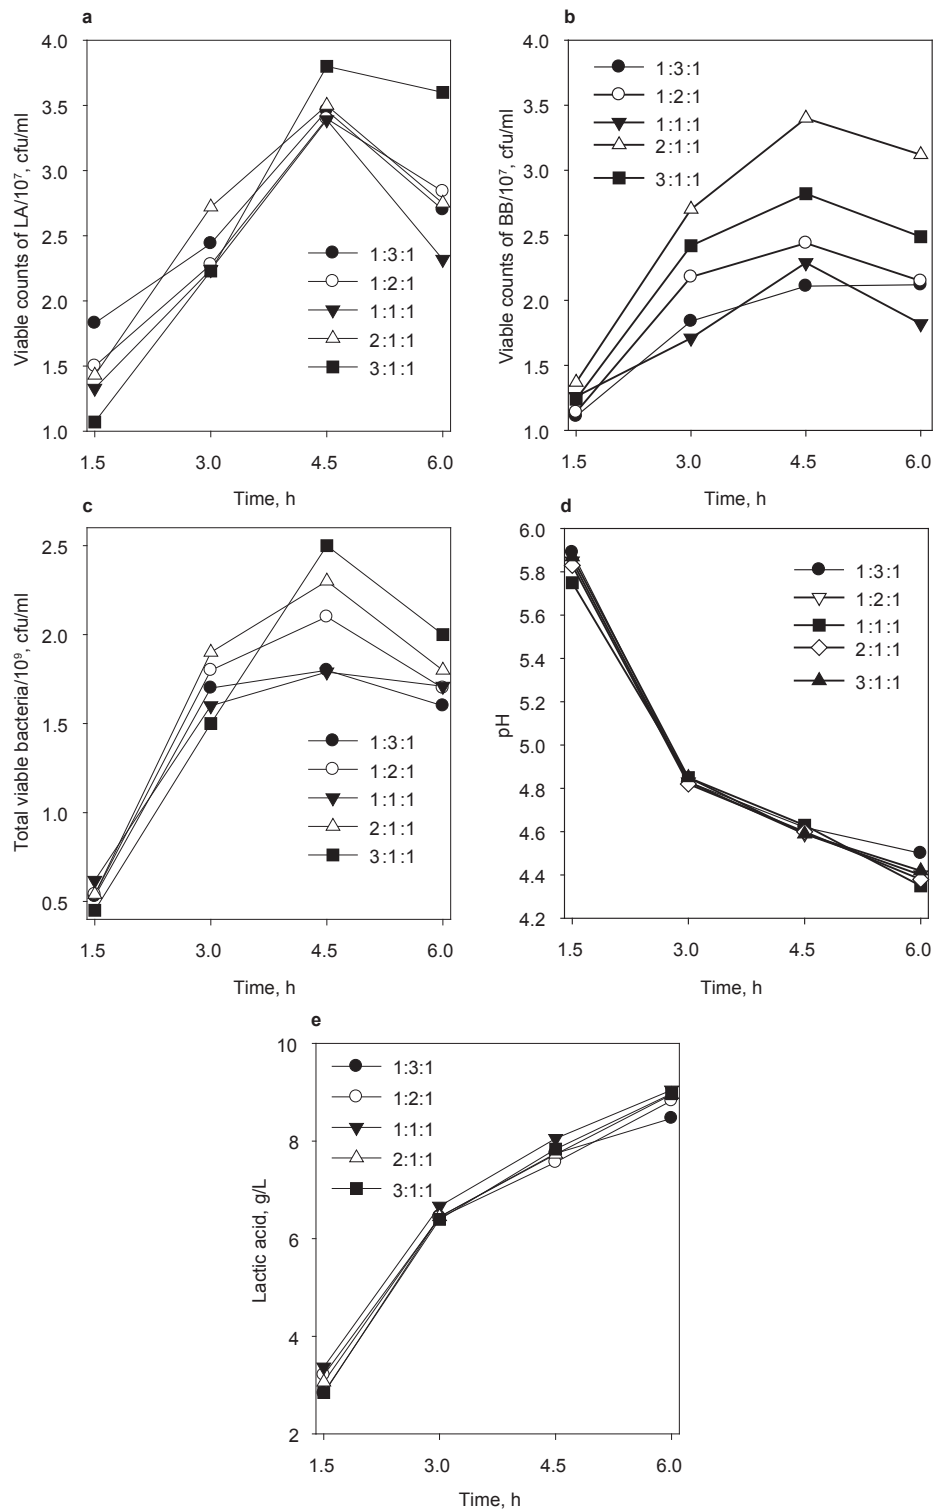 a
Viable counts of LA/10⁷, cfu/ml
4.0
3.5
3.0
2.5
2.0
1.5
1.0
1:3:1
1:2:1
1:1:1
2:1:1
3:1:1
1.5 3.0 4.5 6.0
Time, h
b
Viable counts of BB/10⁷, cfu/ml
4.0
3.5
3.0
2.5
2.0
1.5
1.0
1:3:1
1:2:1
1:1:1
2:1:1
3:1:1
1.5 3.0 4.5 6.0
Time, h
c
Total viable bacteria/10⁹, cfu/ml
2.5
2.0
1.5
1.0
0.5
1:3:1
1:2:1
1:1:1
2:1:1
3:1:1
1.5 3.0 4.5 6.0
Time, h
d
pH
6.0
5.8
5.6
5.4
5.2
5.0
4.8
4.6
4.4
4.2
1:3:1
1:2:1
1:1:1
2:1:1
3:1:1
1.5 3.0 4.5 6.0
Time, h
e
Lactic acid, g/L
10
8
6
4
2
1:3:1
1:2:1
1:1:1
2:1:1
3:1:1
1.5 3.0 4.5 6.0
Time, h